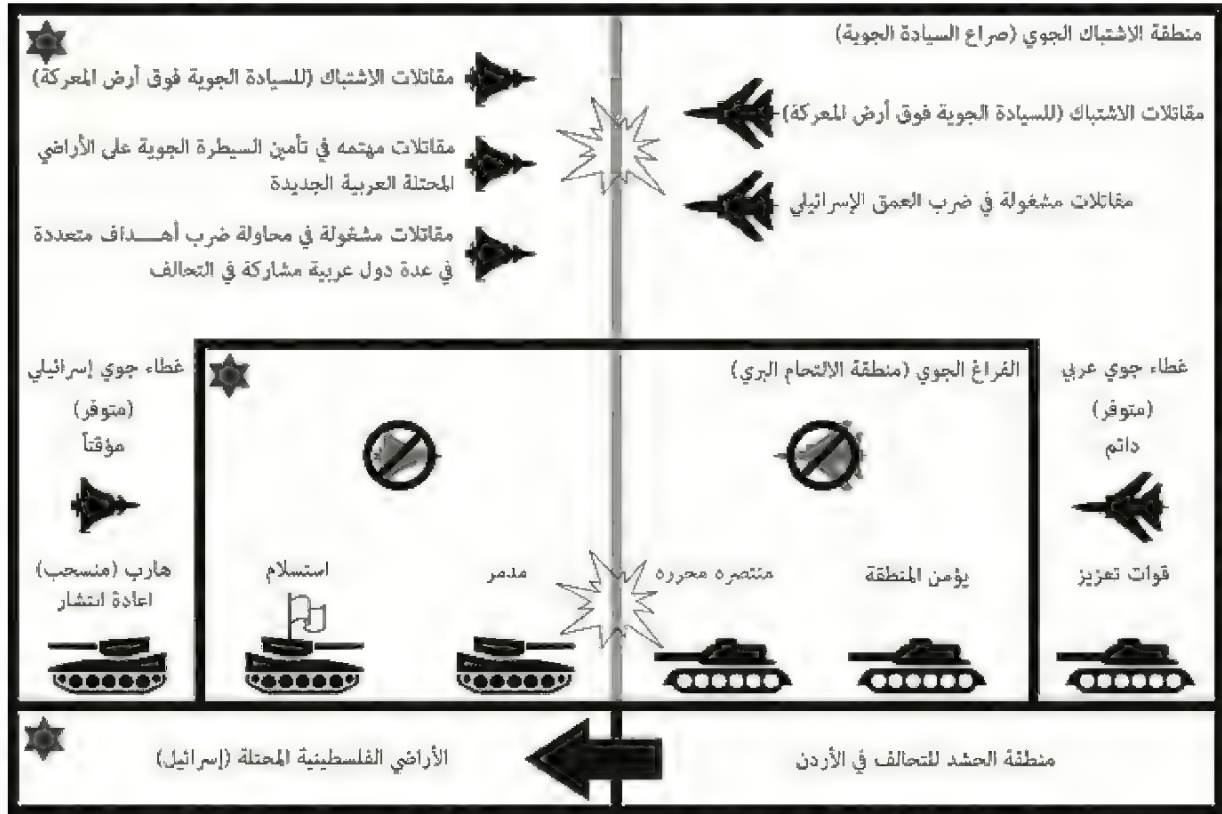 منطقة الاشتباك الجوي (صراع السيادة الجوية)
مقاتلات الاشتباك (للسيادة الجوية فوق أرض المعركة)
مقاتلات مشغولة في ضرب العمق الإسرائيلي
مقاتلات الاشتباك (للسيادة الجوية فوق أرض المعركة)
مقاتلات مهتمه في تأمين السيطرة الجوية على الأراضي
المحتلة العربية الجديدة
مقاتلات مشغولة في محاولة ضرب أهـــداف متعددة
في عدة دول عربية مشاركة في التحالف
غطاء جوي عربي
(متوفر)
دائم
قوات تعزيز
الفراغ الجوي (منطقة الالتحام البري)
يؤمن المنطقة
منتصره محرره
مدمر
استسلام
غطاء جوي إسرائيلي
(متوفر)
مؤقتاً
هارب (منسحب)
اعادة انتشار
منطقة الحشد للتحالف في الأردن
الأراضي الفلسطينية المحتلة (إسرائيل)